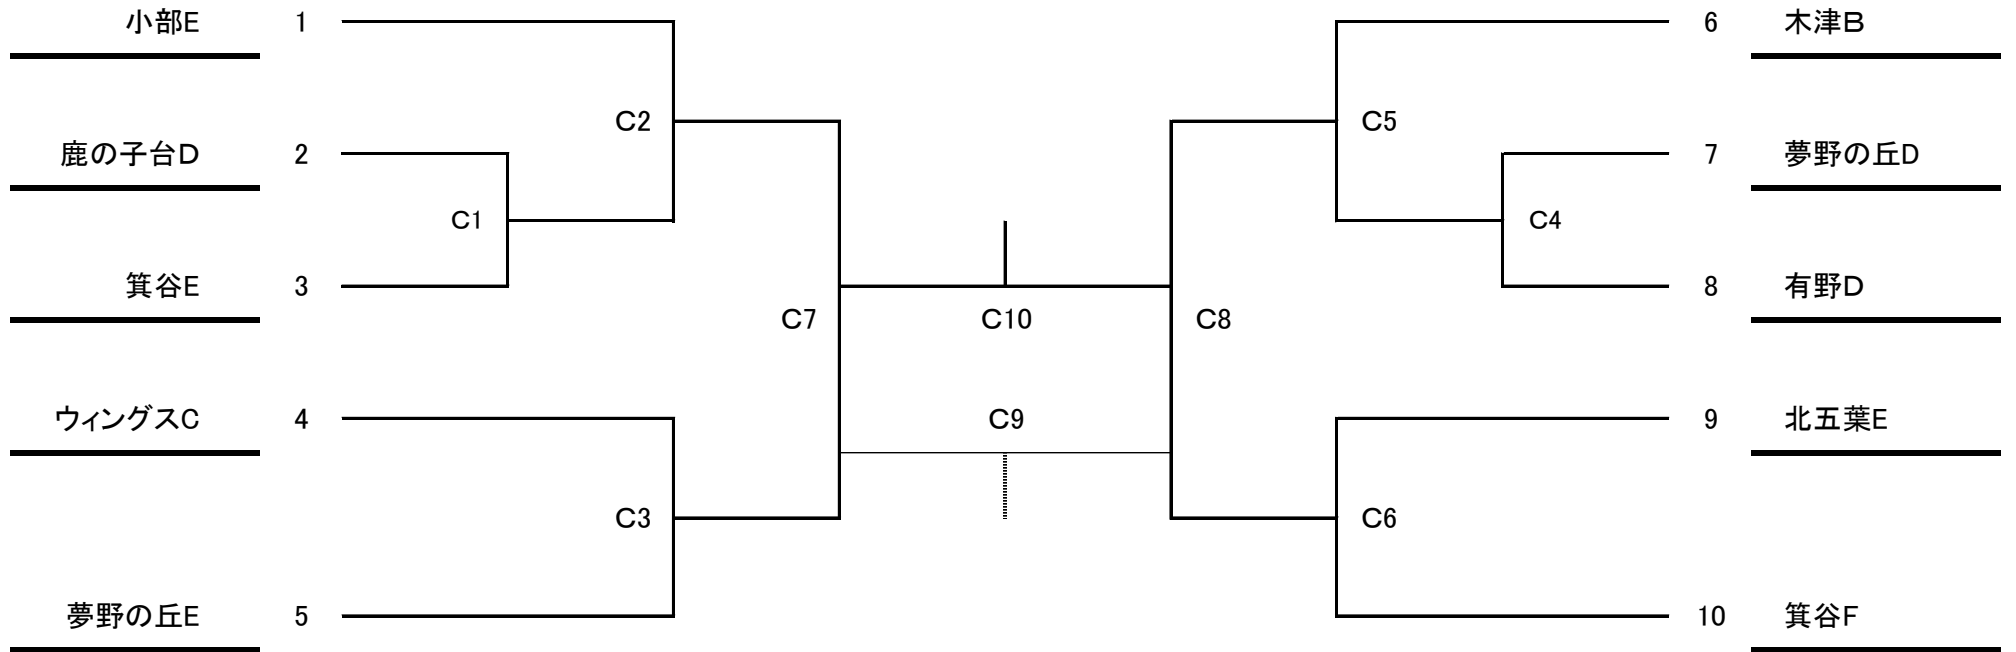 小部E 1
6 木津B
C2
C5
鹿の子台D 2
7 夢野の丘D
C1
C4
箕谷E 3
8 有野D
C7
C10
C8
ウィングスC 4
C9
9 北五葉E
C3
C6
夢野の丘E 5
10 箕谷F